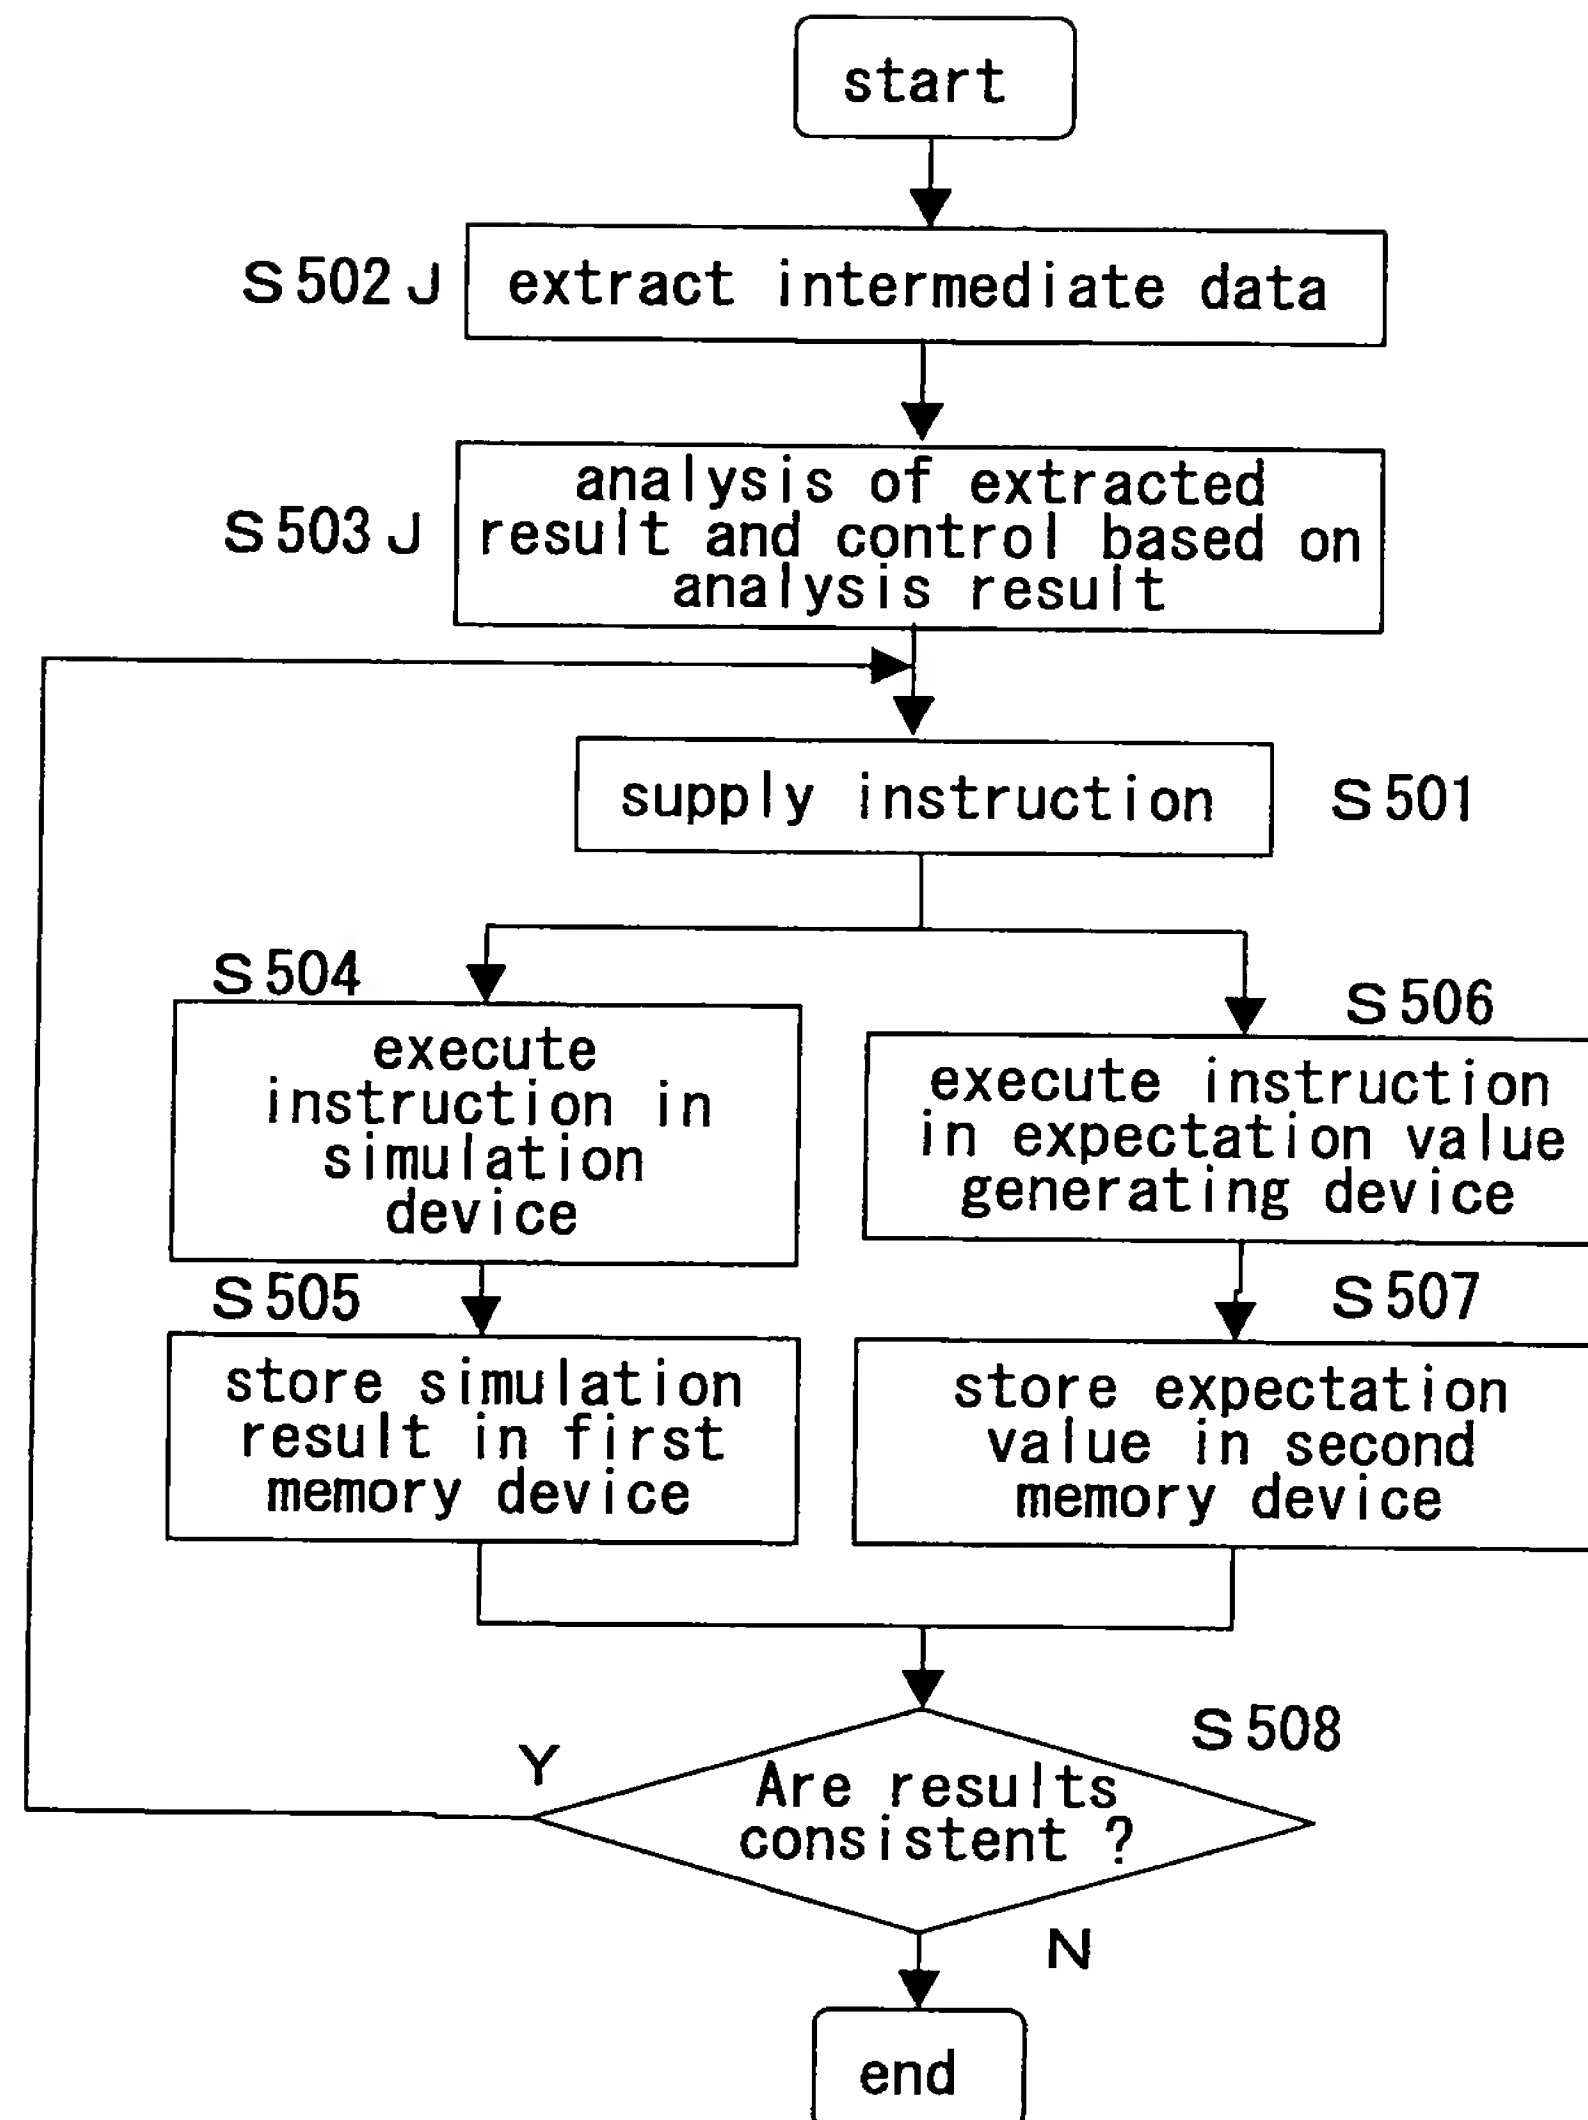 start
S502J
extract intermediate data
S503J
analysis of extracted
result and control based on
analysis result
supply instruction
S501
S504
execute
instruction in
simulation
device
S506
execute instruction
in expectation value
generating device
S505
store simulation
result in first
memory device
S507
store expectation
value in second
memory device
S508
Y
Are results
consistent ?
N
end